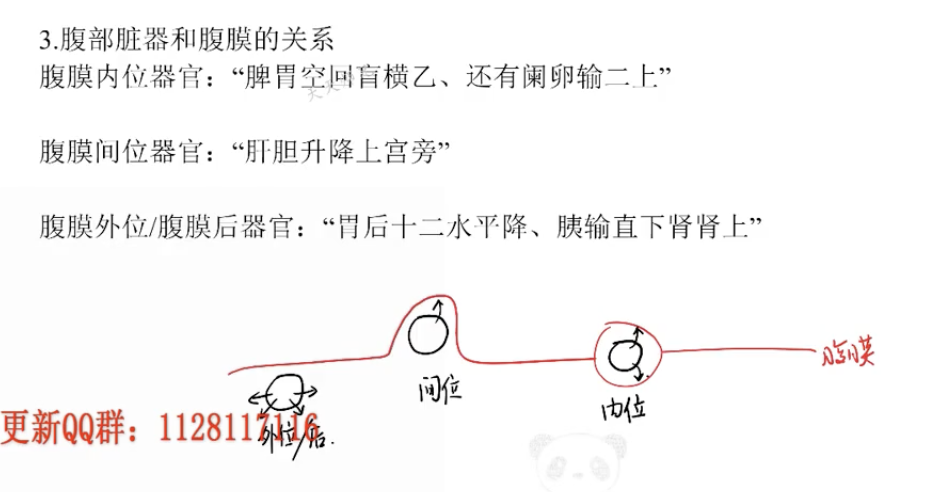 3.腹部脏器和腹膜的关系
腹膜内位器官：“脾胃空回盲横乙、还有阑卵输二上”
腹膜间位器官：“肝胆升降上宫旁”
腹膜外位/腹膜后器官：“胃后十二水平降、胰输直下肾肾上”
腹膜
间位
内位
外位/后.
更新QQ群：1128117116